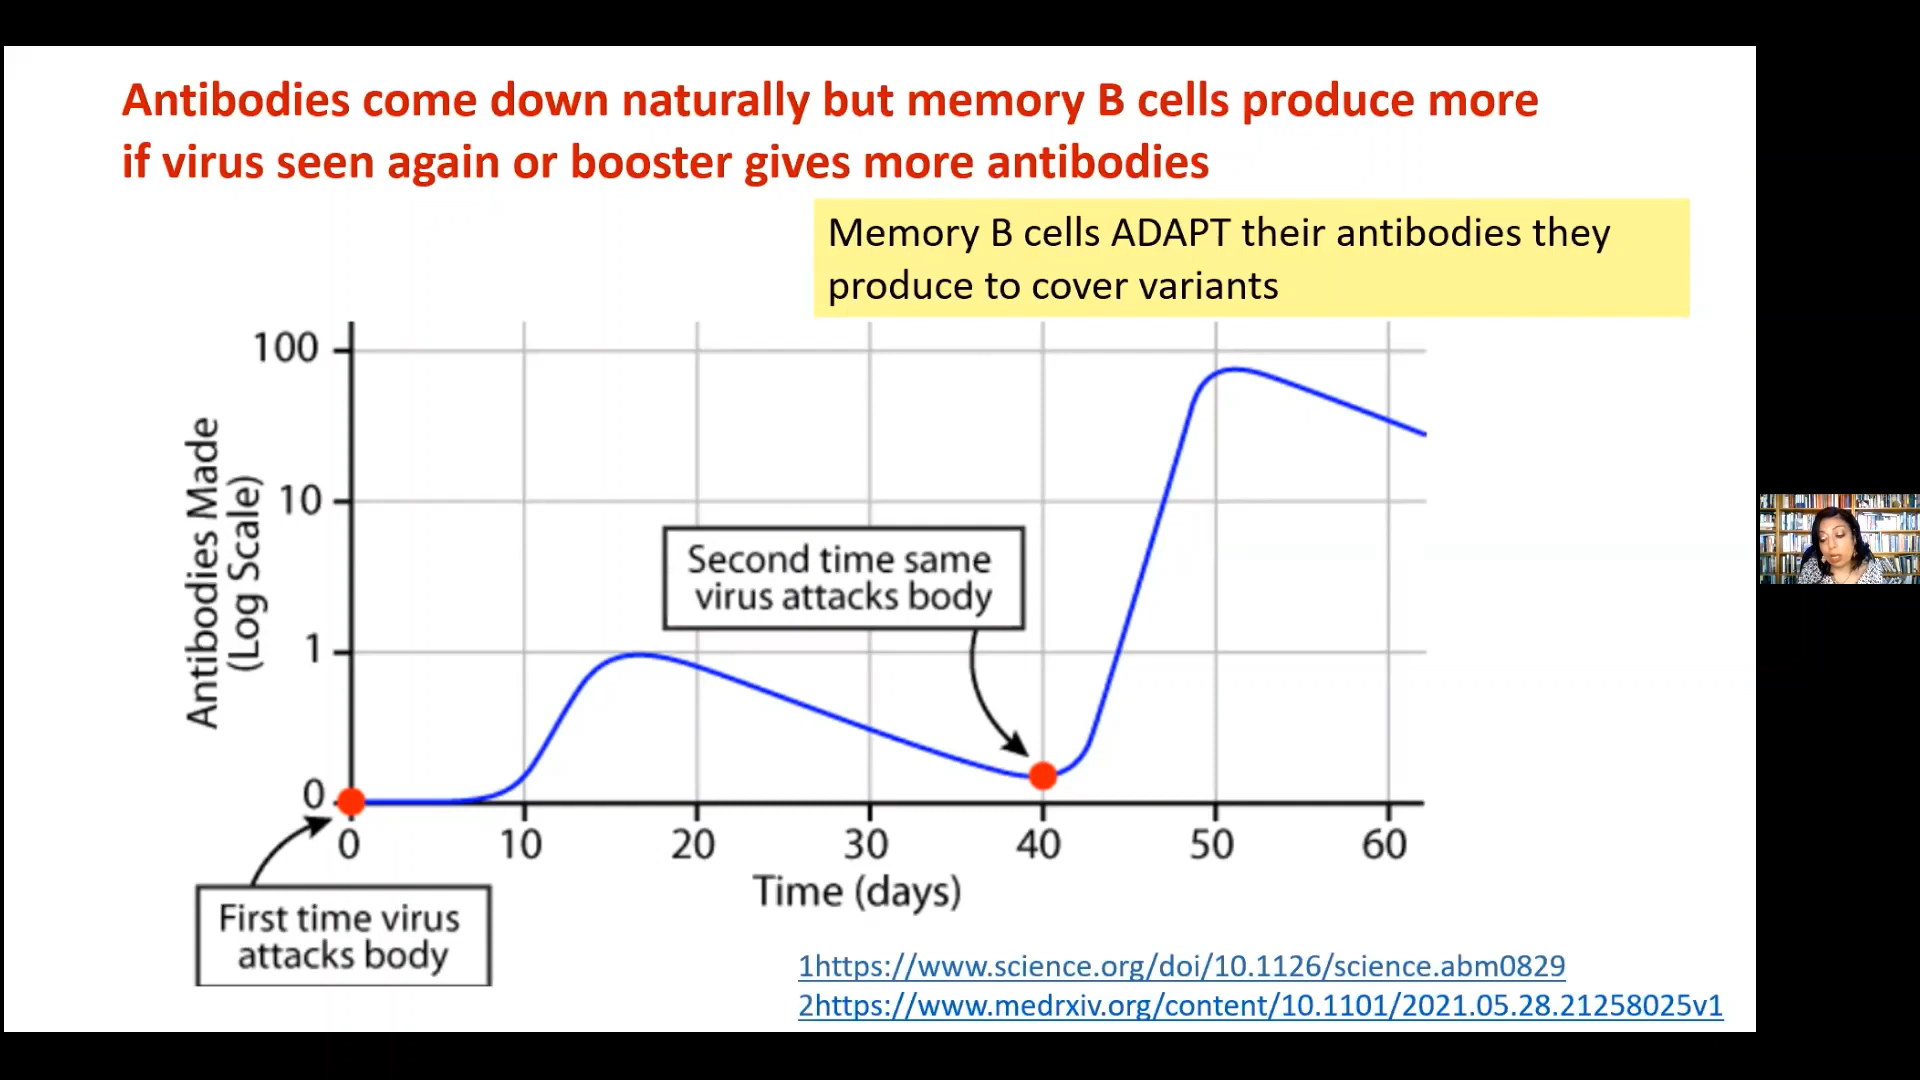 Antibodies come down naturally but memory B cells produce more
if virus seen again or booster gives more antibodies
Memory B cells ADAPT their antibodies they
produce to cover variants
Antibodies Made
(Log Scale)
100
10
1
0
Second time same
virus attacks body
0 10 20 30 40 50 60
Time (days)
First time virus
attacks body
1https://www.science.org/doi/10.1126/science.abm0829
2https://www.medrxiv.org/content/10.1101/2021.05.28.21258025v1